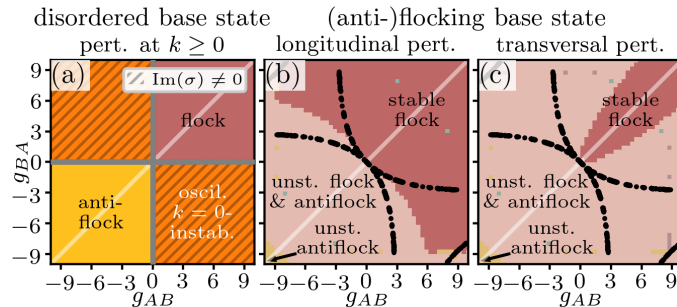 disordered base state
(anti-)flocking base state
pert. at k ≥ 0
longitudinal pert.
transversal pert.
(a)
Im(σ) ≠ 0
flock
anti-
flock
oscil.
k = 0-
instab.
g_BA
9
6
3
0
−3
−6
−9
−9−6−3 0 3 6 9
g_AB
(b)
stable
flock
unst. flock
& antiflock
unst.
antiflock
−9−6−3 0 3 6 9
g_AB
(c)
stable
flock
unst. flock
& antiflock
unst.
antiflock
−9−6−3 0 3 6 9
g_AB